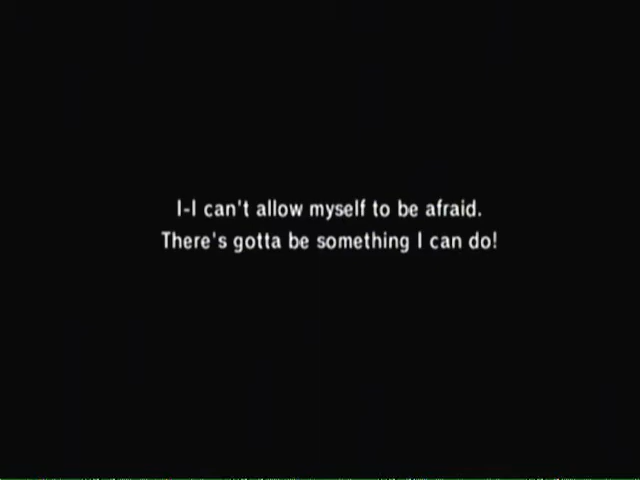 I-I can't allow myself to be afraid.
There's gotta be something I can do!